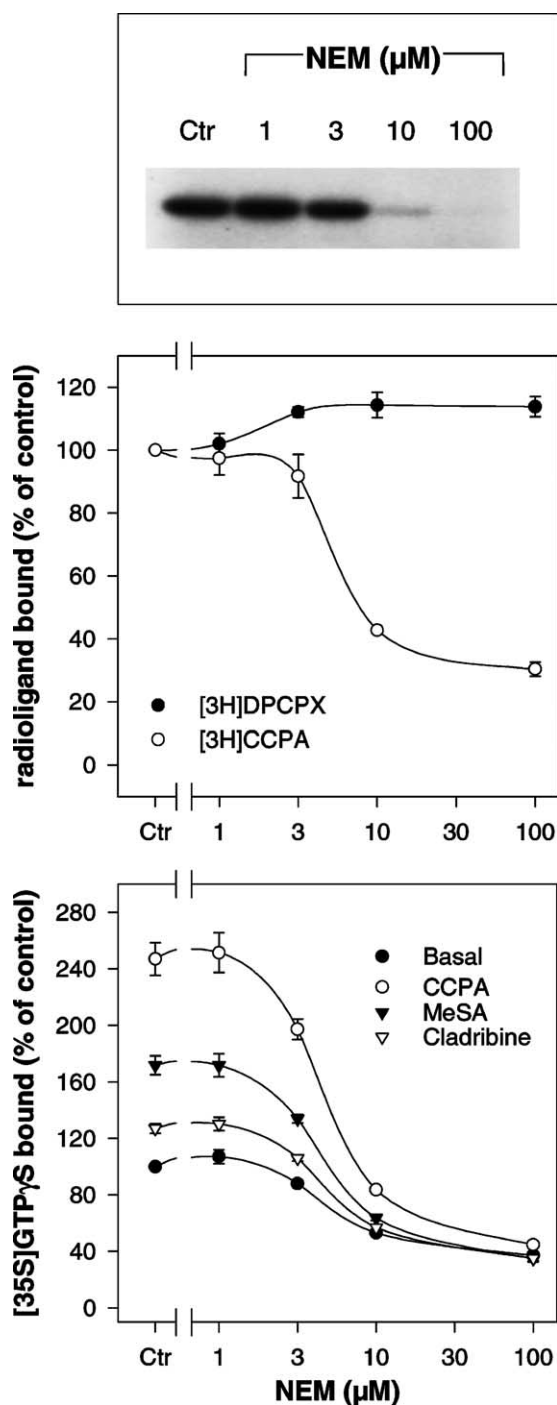 NEM (μM)
Ctr 1 3 10 100
radioligand bound (% of control)
120
100
80
60
40
20
0
[3H]DPCPX
[3H]CCPA
Ctr 1 3 10 30 100
[35S]GTPγS bound (% of control)
280
240
200
160
120
80
40
0
Basal
CCPA
MeSA
Cladribine
Ctr 1 3 10 30 100
NEM (μM)